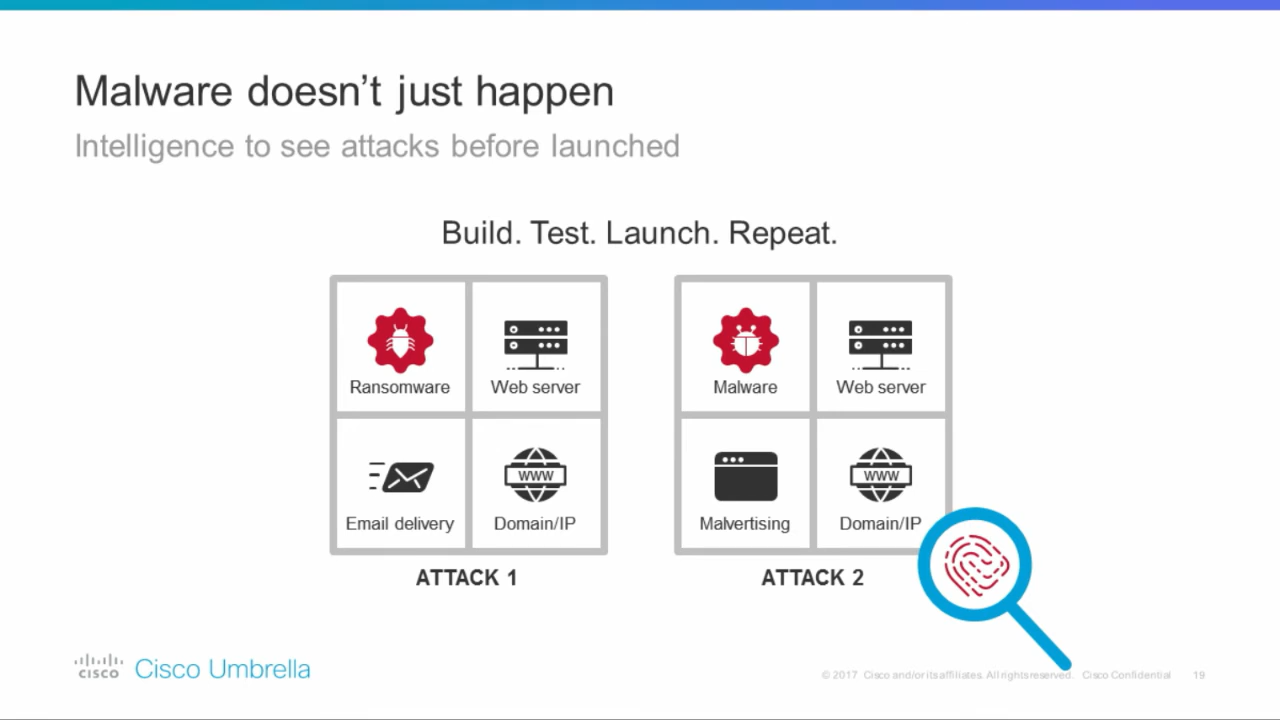 Malware doesn't just happen
Intelligence to see attacks before launched
Build. Test. Launch. Repeat.
Ransomware
Web server
Email delivery
WWW
Domain/IP
ATTACK 1
Malware
Web server
Malvertising
WWW
Domain/IP
ATTACK 2
CISCO Cisco Umbrella
© 2017 Cisco and/or its affiliates. All rights reserved. Cisco Confidential 19